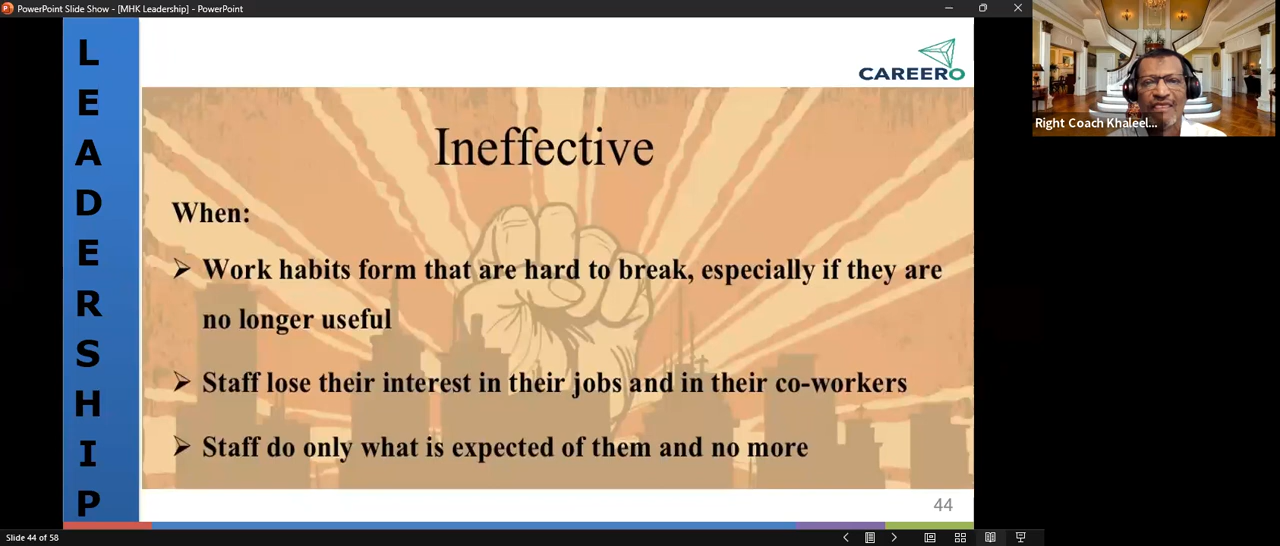 PowerPoint Slide Show - [MHK Leadership] - PowerPoint
LEADERSHIP
CAREERO
Ineffective
When:
➢ Work habits form that are hard to break, especially if they are
no longer useful
➢ Staff lose their interest in their jobs and in their co-workers
➢ Staff do only what is expected of them and no more
44
Slide 44 of 58
Right Coach Khaleel...